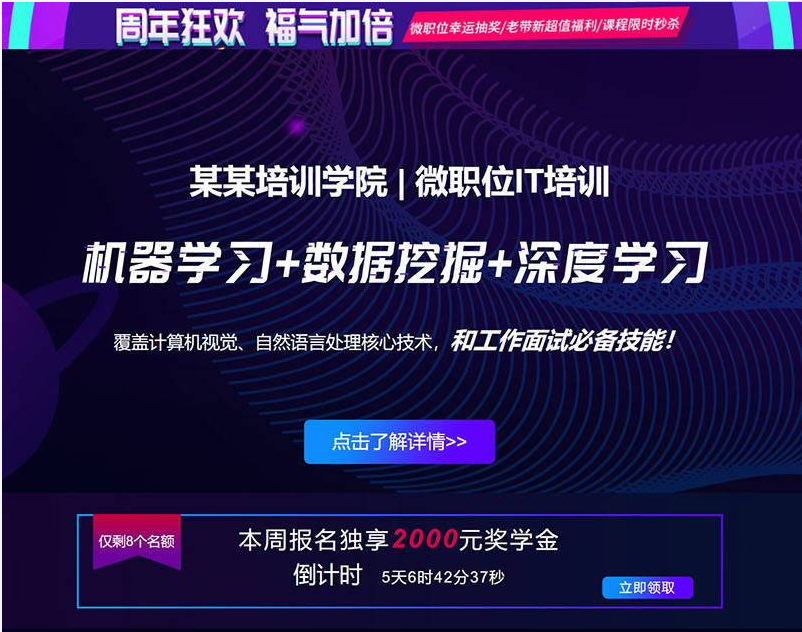 周年狂欢 福气加倍 微职位幸运抽奖/老带新超值福利/课程限时秒杀
某某培训学院 | 微职位IT培训
机器学习+数据挖掘+深度学习
覆盖计算机视觉、自然语言处理核心技术，和工作面试必备技能！
点击了解详情>>
仅剩8个名额
本周报名独享2000元奖学金
倒计时 5天6时42分37秒
立即领取